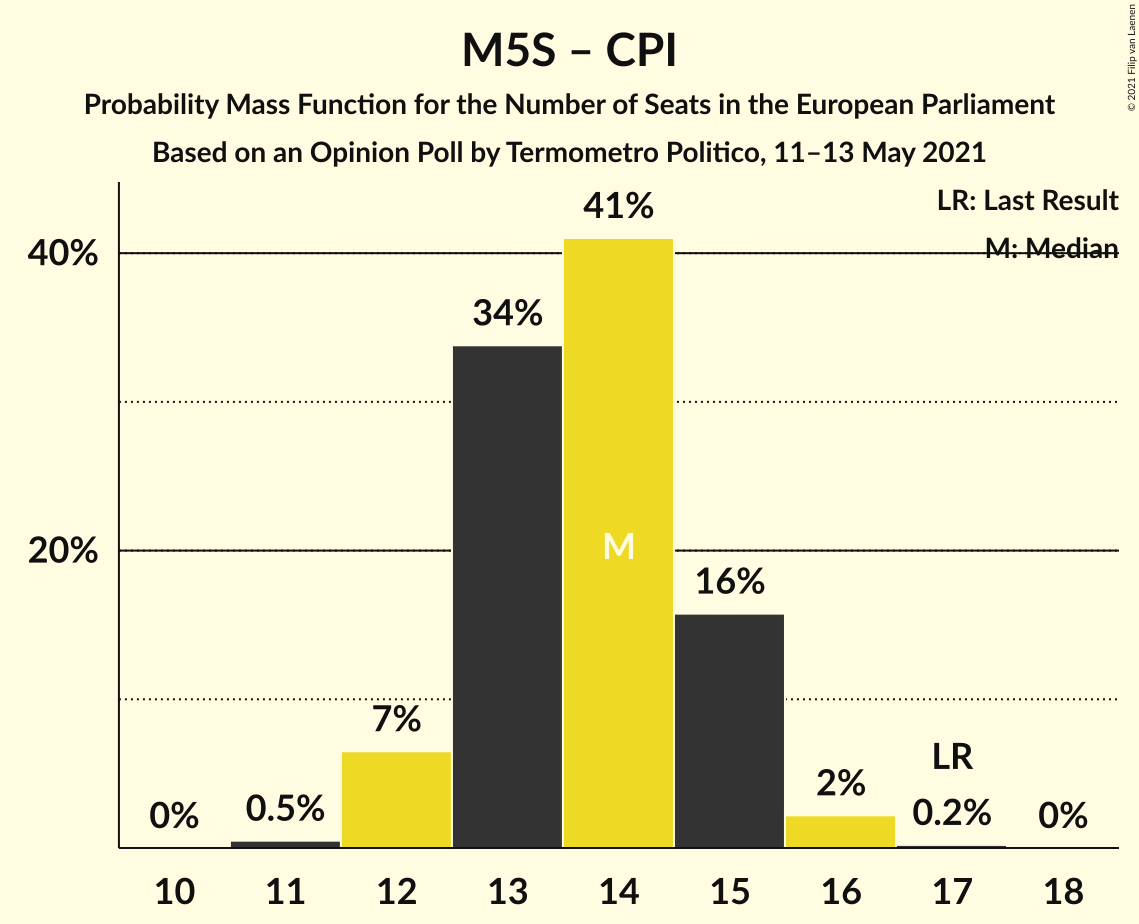 M5S – CPI
Probability Mass Function for the Number of Seats in the European Parliament
Based on an Opinion Poll by Termometro Politico, 11–13 May 2021
© 2021 Filip van Laenen
LR: Last Result
M: Median
40%
20%
0%
0.5%
7%
34%
41%
M
16%
2%
LR
0.2%
0%
10 11 12 13 14 15 16 17 18